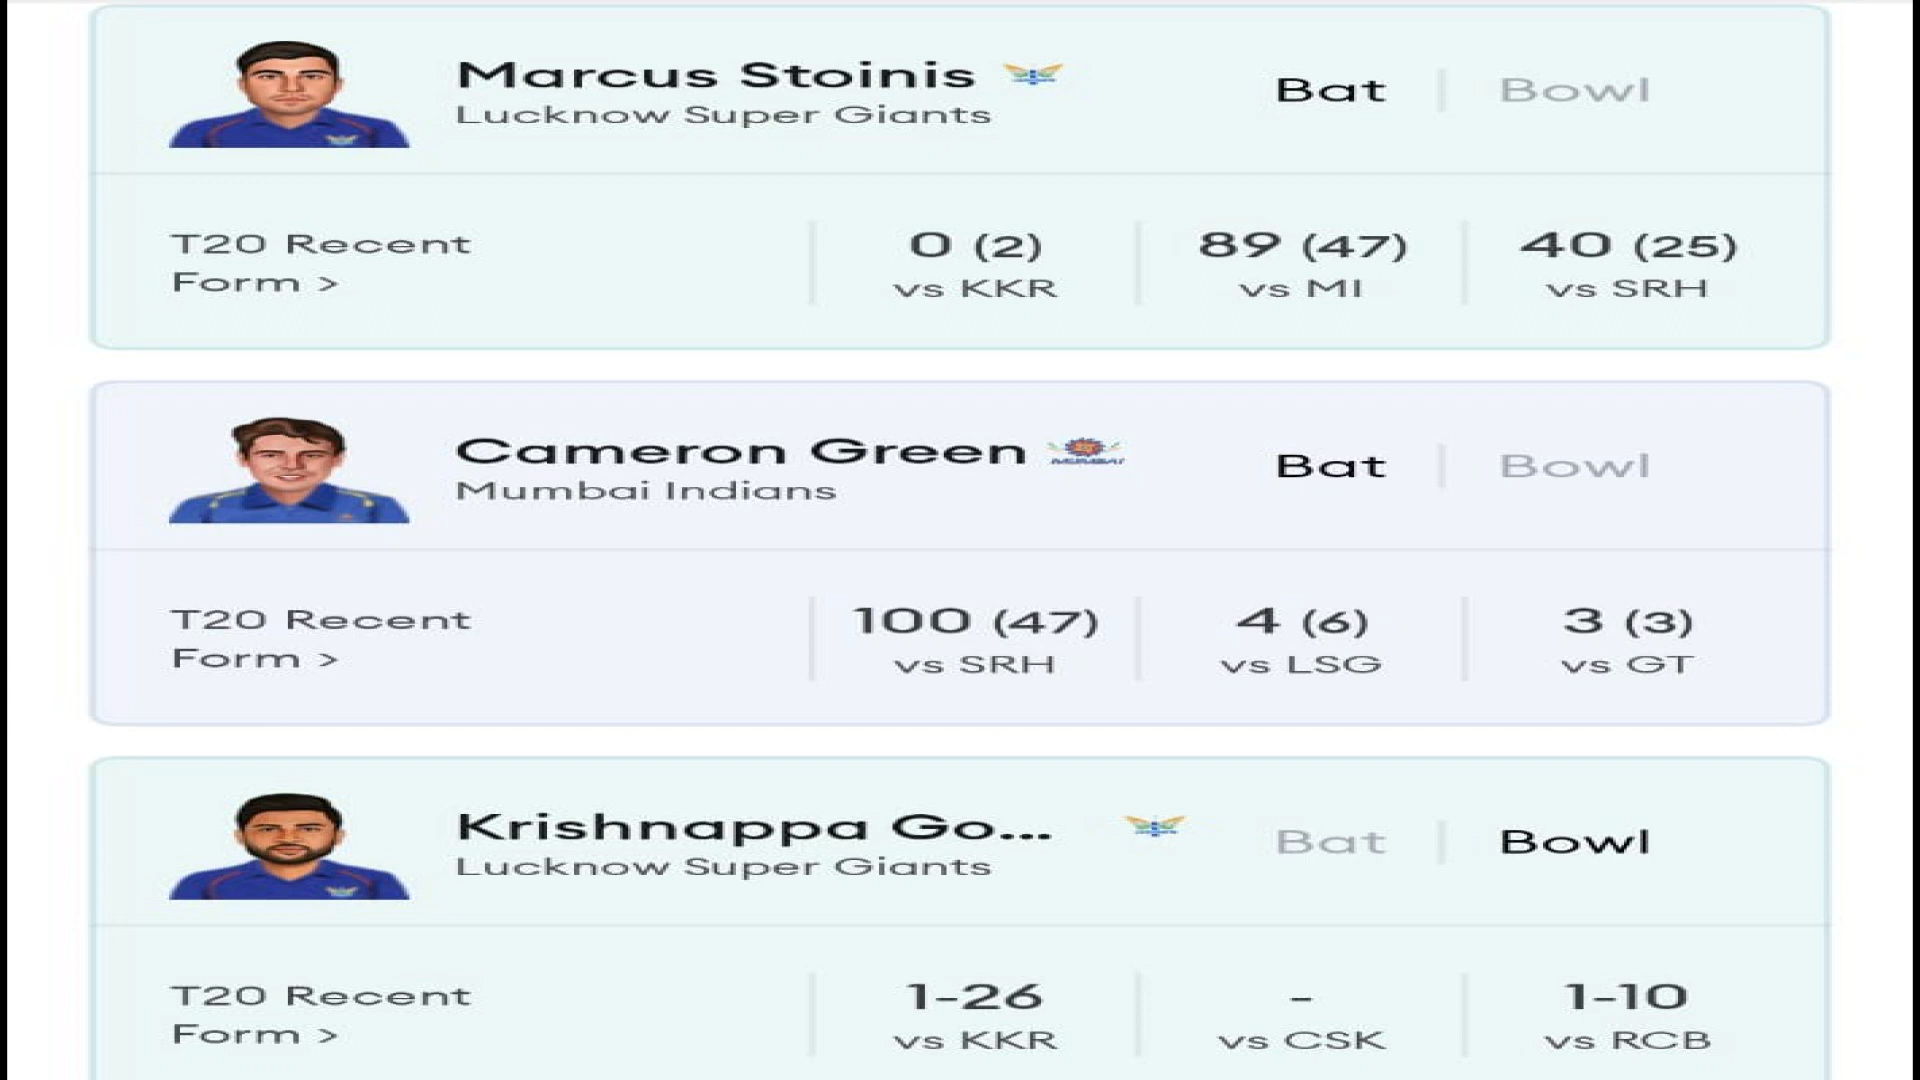 Marcus Stoinis
Lucknow Super Giants
Bat Bowl
T20 Recent
Form >
0 (2) 89 (47) 40 (25)
vs KKR vs MI vs SRH
Cameron Green
MUMBAI
Mumbai Indians
Bat Bowl
T20 Recent
Form >
100 (47) 4 (6) 3 (3)
vs SRH vs LSG vs GT
Krishnappa Go...
Lucknow Super Giants
Bat Bowl
T20 Recent
Form >
1-26 - 1-10
vs KKR vs CSK vs RCB